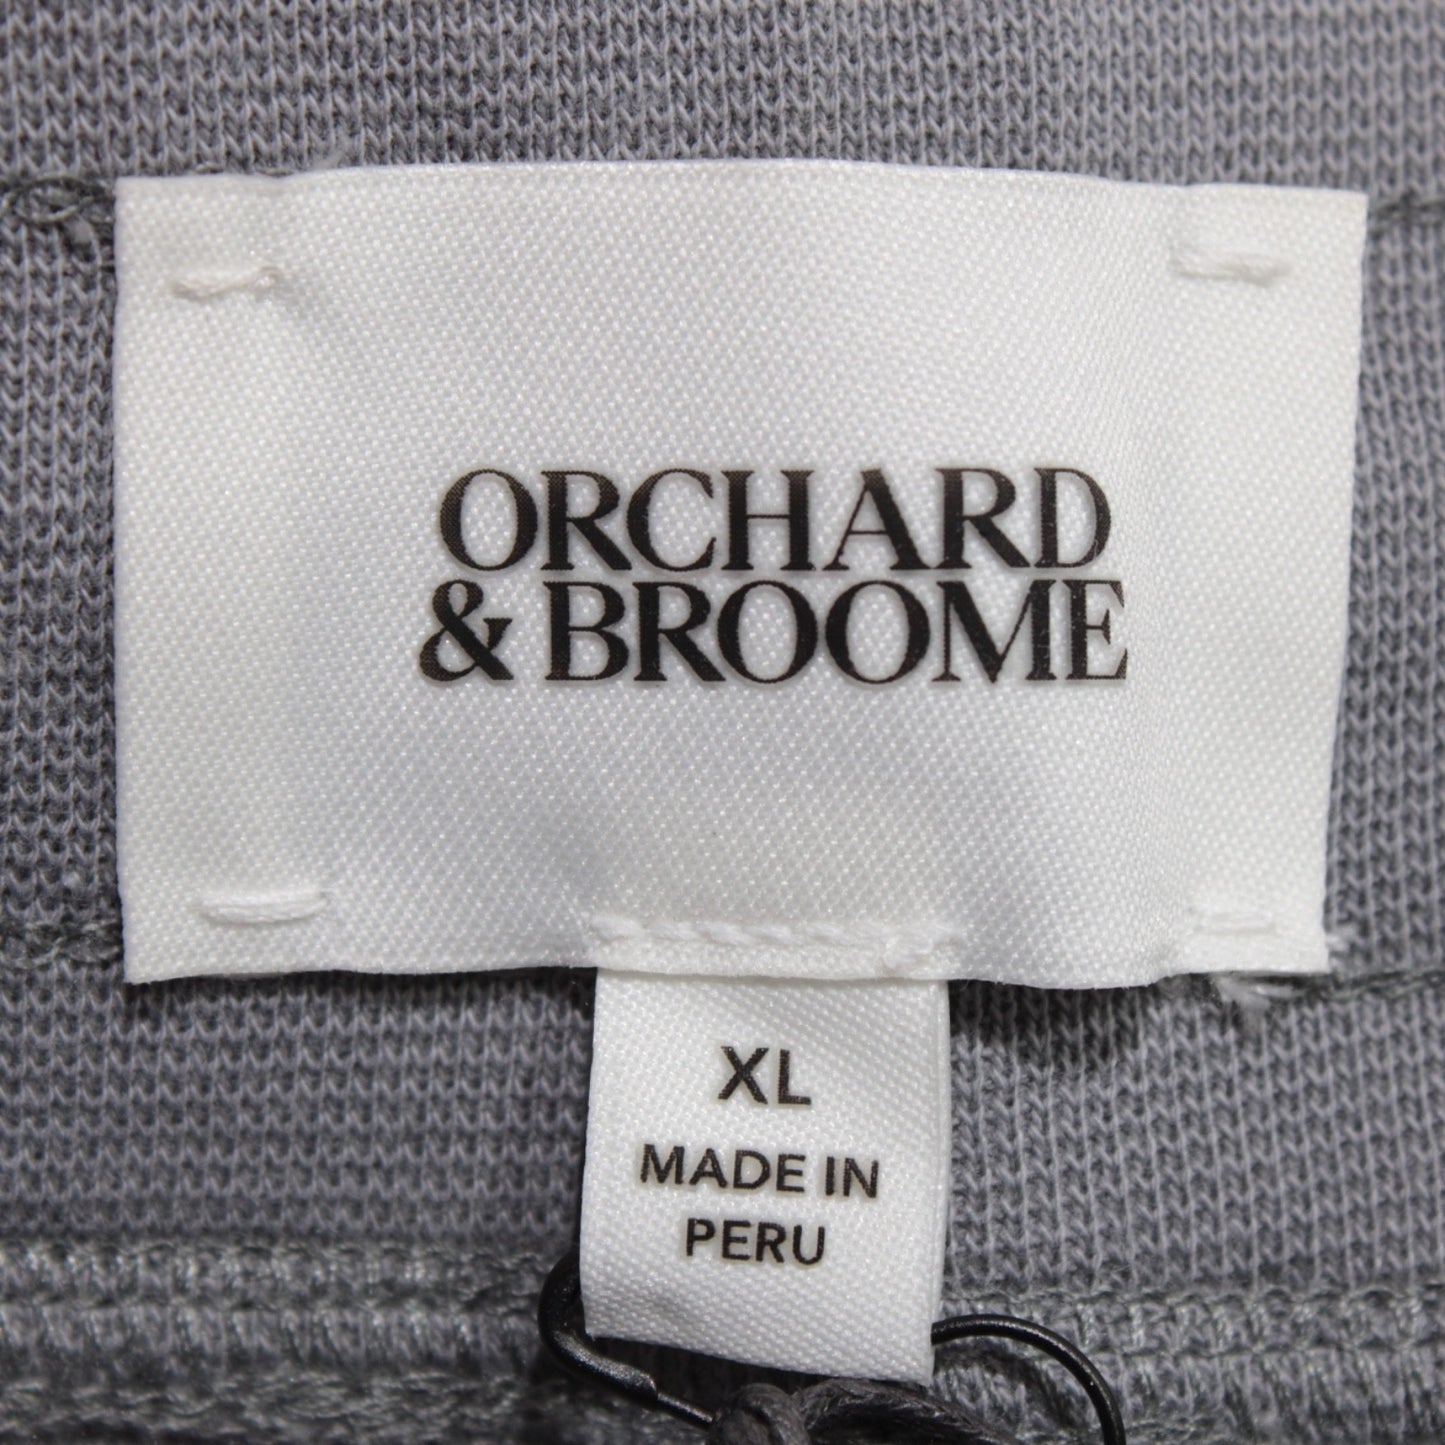 ORCHARD
& BROOME
XL
MADE IN
PERU